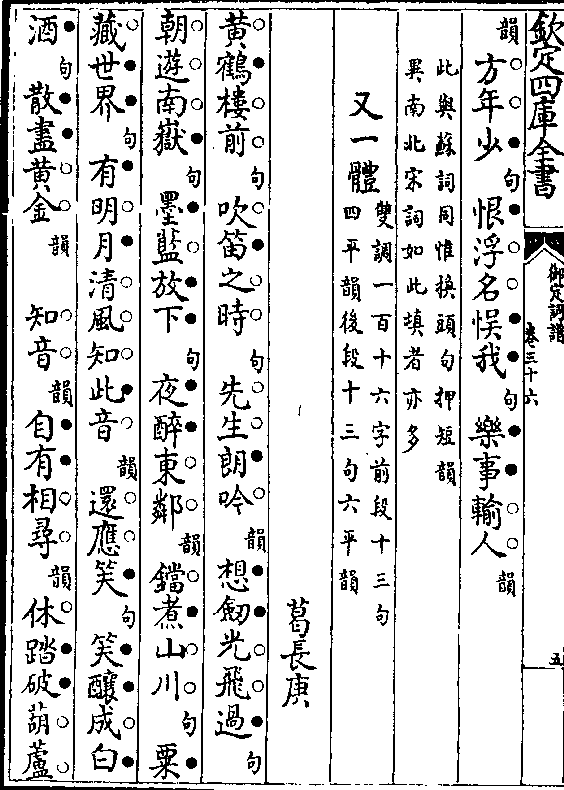 欽定四庫全書
御定詞譜
卷三十六
五
韻方年少句恨浮名悮我句樂事輸人韻
此與蘇詞同惟換頭句押短韻
異南北宋詞如此填者亦多
又一體
雙調一百十六字前段十三句
四平韻後段十三句六平韻
葛長庚
黄鶴樓前句吹笛之時句先生朗吟韻想劒光飛過句
朝遊南嶽句墨籃放下句夜醉東鄰韻鐺煮山川句粟
藏世界句有明月清風知此音韻還應笑句笑釀成白
酒句散盡黄金韻 知音韻自有相尋韻休踏破葫蘆